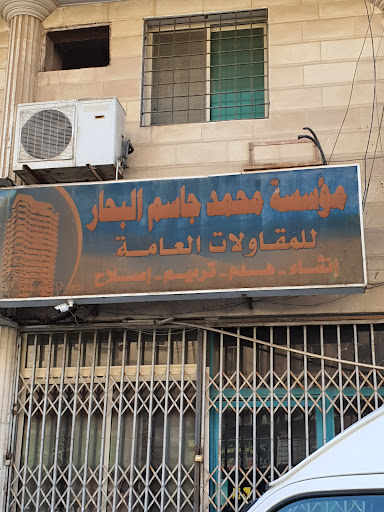 مؤسسة محمد جاسم البحار
للمقاولات العامة
إنشاء - هدم - ترميم - إصلاح